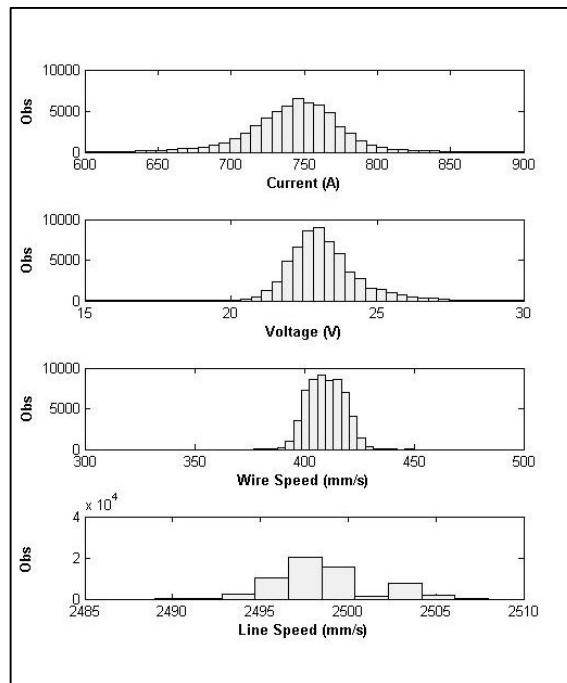 10000
5000
0
Obs
600 650 700 750 800 850 900
Current (A)
10000
5000
0
Obs
15 20 25 30
Voltage (V)
10000
5000
0
Obs
300 350 400 450 500
Wire Speed (mm/s)
x 10^4
4
2
0
Obs
2485 2490 2495 2500 2505 2510
Line Speed (mm/s)